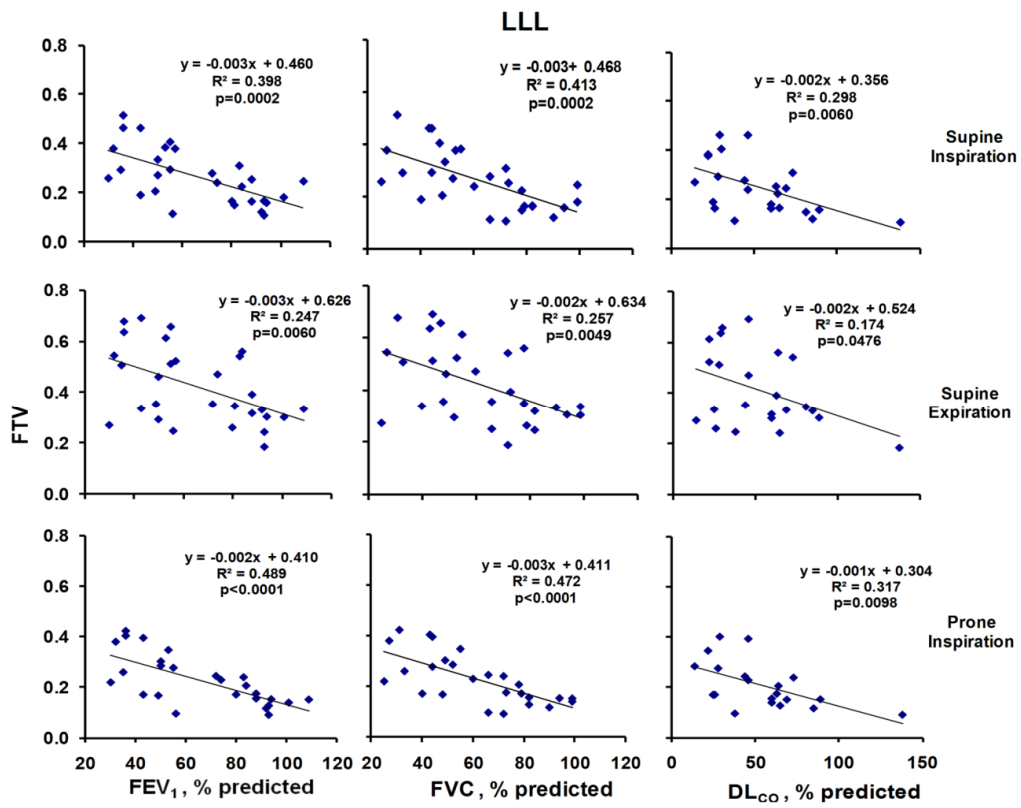 LLL
0.8
0.6
0.4
0.2
0.0
y = -0.003x + 0.460
R² = 0.398
p=0.0002
y = -0.003+ 0.468
R² = 0.413
p=0.0002
y = -0.002x + 0.356
R² = 0.298
p=0.0060
Supine
Inspiration
0.8
0.6
0.4
0.2
0.0
y = -0.003x + 0.626
R² = 0.247
p=0.0060
y = -0.002x + 0.634
R² = 0.257
p=0.0049
y = -0.002x + 0.524
R² = 0.174
p=0.0476
Supine
Expiration
FTV
0.8
0.6
0.4
0.2
0.0
y = -0.002x + 0.410
R² = 0.489
p<0.0001
y = -0.003x + 0.411
R² = 0.472
p<0.0001
y = -0.001x + 0.304
R² = 0.317
p=0.0098
Prone
Inspiration
20 40 60 80 100 120
20 40 60 80 100 120
0 50 100 150
FEV₁, % predicted
FVC , % predicted
DL_CO , % predicted